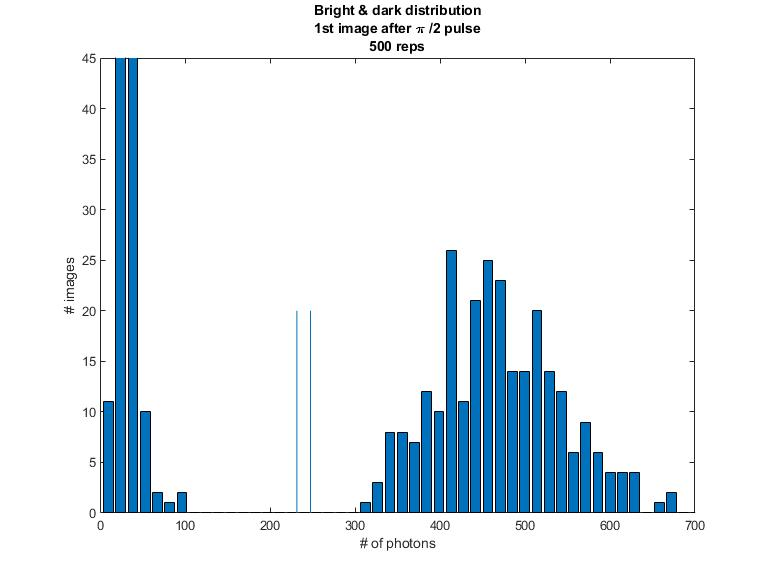 Bright & dark distribution
1st image after π /2 pulse
500 reps
45
40
35
30
25
20
15
10
5
0
# images
0 100 200 300 400 500 600 700
# of photons